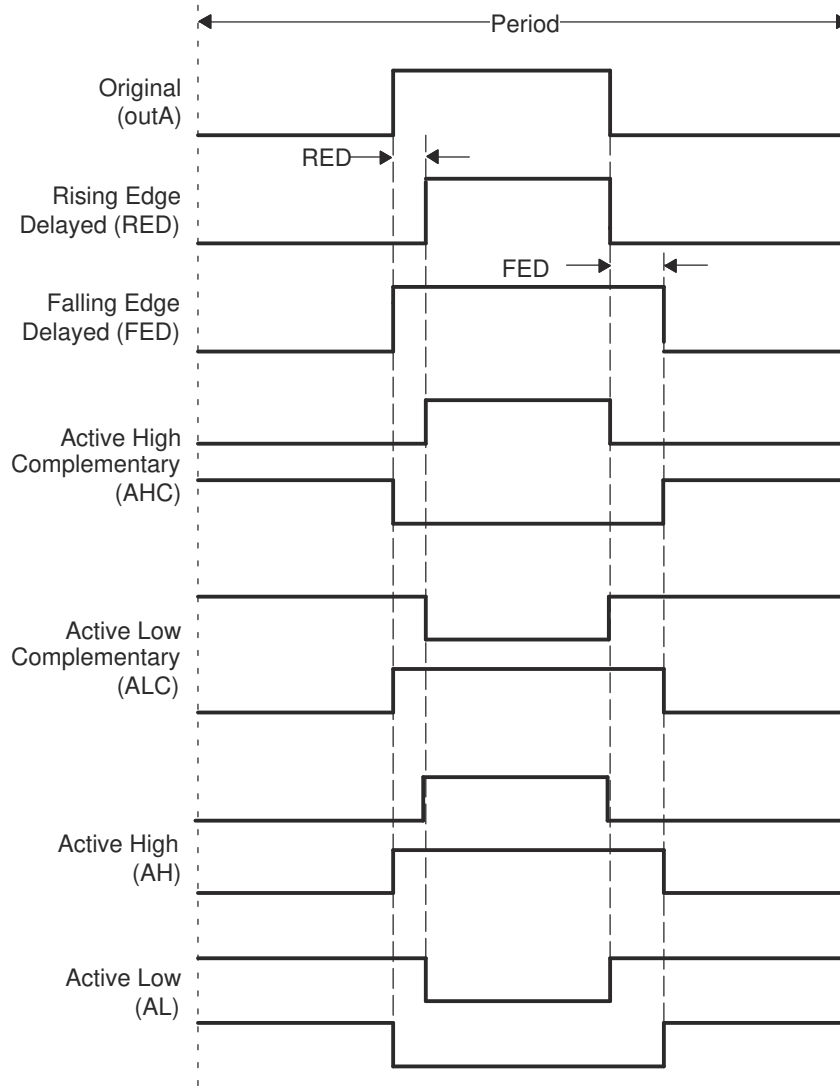 Period
Original
(outA)
RED
Rising Edge
Delayed (RED)
FED
Falling Edge
Delayed (FED)
Active High
Complementary
(AHC)
Active Low
Complementary
(ALC)
Active High
(AH)
Active Low
(AL)